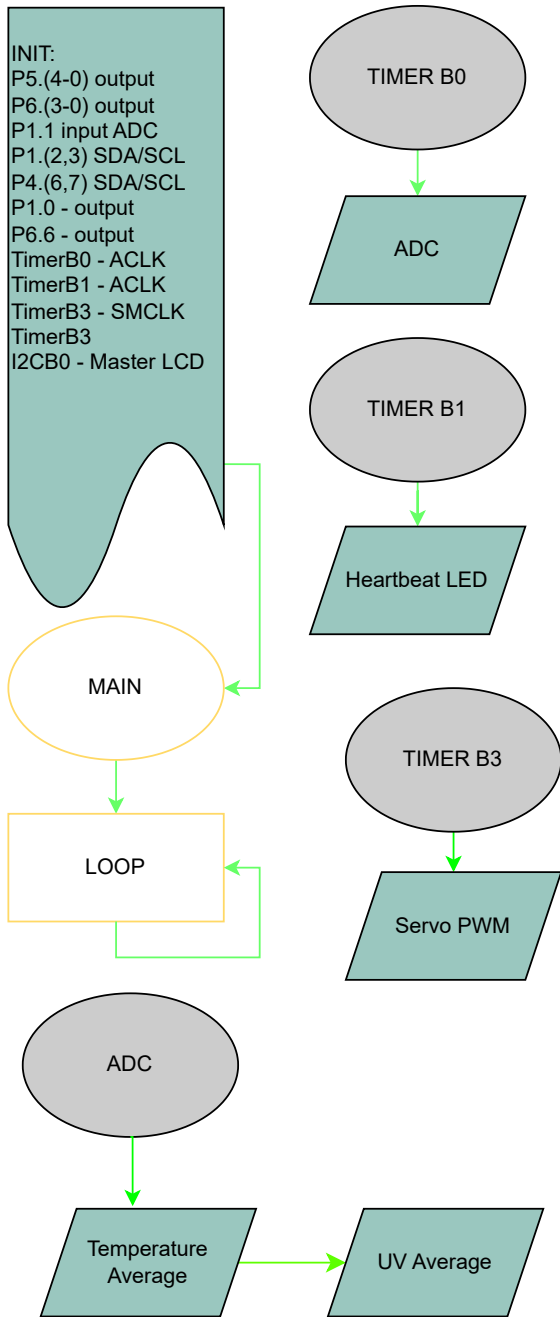 INIT:
P5.(4-0) output
P6.(3-0) output
P1.1 input ADC
P1.(2,3) SDA/SCL
P4.(6,7) SDA/SCL
P1.0 - output
P6.6 - output
TimerB0 - ACLK
TimerB1 - ACLK
TimerB3 - SMCLK
TimerB3
I2CB0 - Master LCD
MAIN
LOOP
TIMER B0
ADC
TIMER B1
Heartbeat LED
TIMER B3
Servo PWM
ADC
Temperature
Average
UV Average